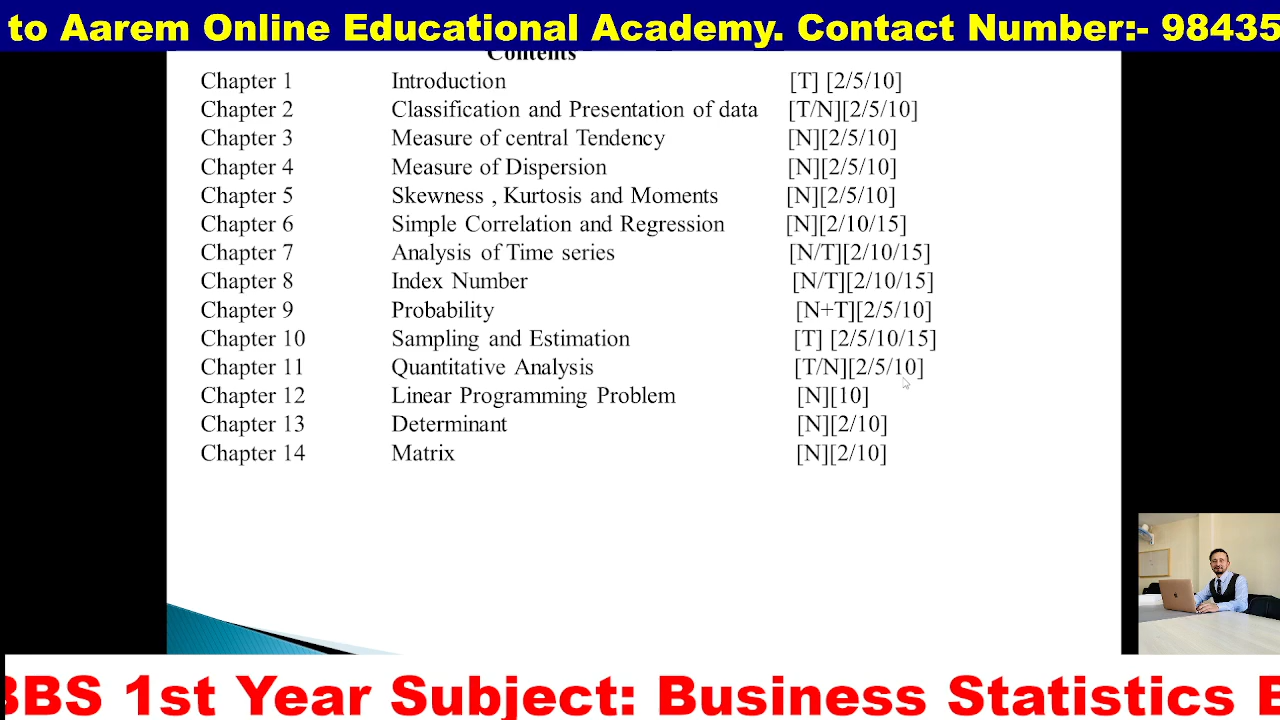 to Aarem Online Educational Academy. Contact Number:- 98435
Contents
Chapter 1 Introduction [T] [2/5/10]
Chapter 2 Classification and Presentation of data [T/N][2/5/10]
Chapter 3 Measure of central Tendency [N][2/5/10]
Chapter 4 Measure of Dispersion [N][2/5/10]
Chapter 5 Skewness , Kurtosis and Moments [N][2/5/10]
Chapter 6 Simple Correlation and Regression [N][2/10/15]
Chapter 7 Analysis of Time series [N/T][2/10/15]
Chapter 8 Index Number [N/T][2/10/15]
Chapter 9 Probability [N+T][2/5/10]
Chapter 10 Sampling and Estimation [T] [2/5/10/15]
Chapter 11 Quantitative Analysis [T/N][2/5/10]
Chapter 12 Linear Programming Problem [N][10]
Chapter 13 Determinant [N][2/10]
Chapter 14 Matrix [N][2/10]
BBS 1st Year Subject: Business Statistics